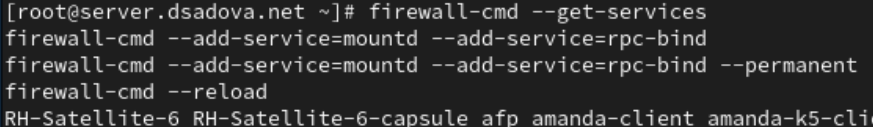 [root@server.dsadova.net ~]# firewall-cmd --get-services
firewall-cmd --add-service=mountd --add-service=rpc-bind
firewall-cmd --add-service=mountd --add-service=rpc-bind --permanent
firewall-cmd --reload
RH-Satellite-6 RH-Satellite-6-capsule afp amanda-client amanda-k5-cli